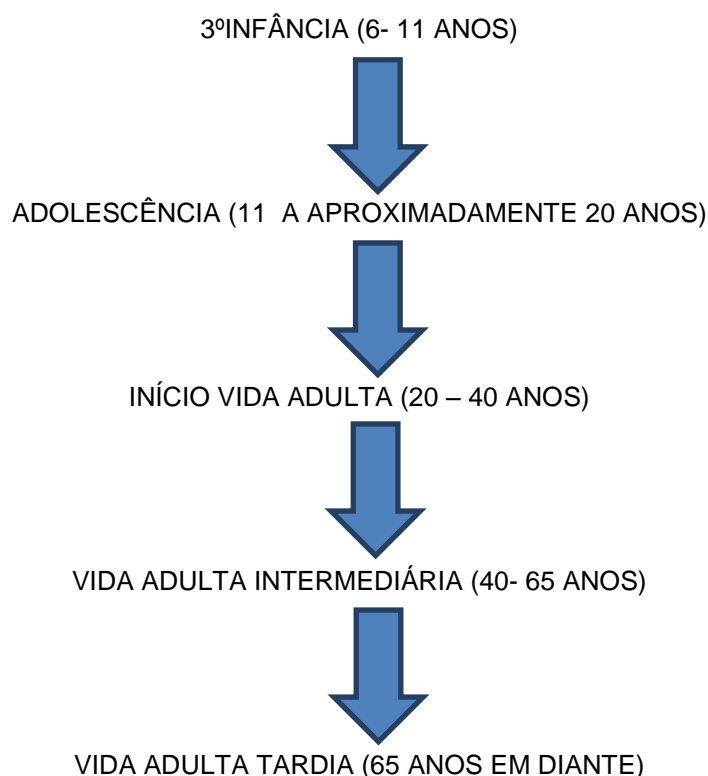 3ºINFÂNCIA (6- 11 ANOS)
ADOLESCÊNCIA (11 A APROXIMADAMENTE 20 ANOS)
INÍCIO VIDA ADULTA (20 – 40 ANOS)
VIDA ADULTA INTERMEDIÁRIA (40- 65 ANOS)
VIDA ADULTA TARDIA (65 ANOS EM DIANTE)